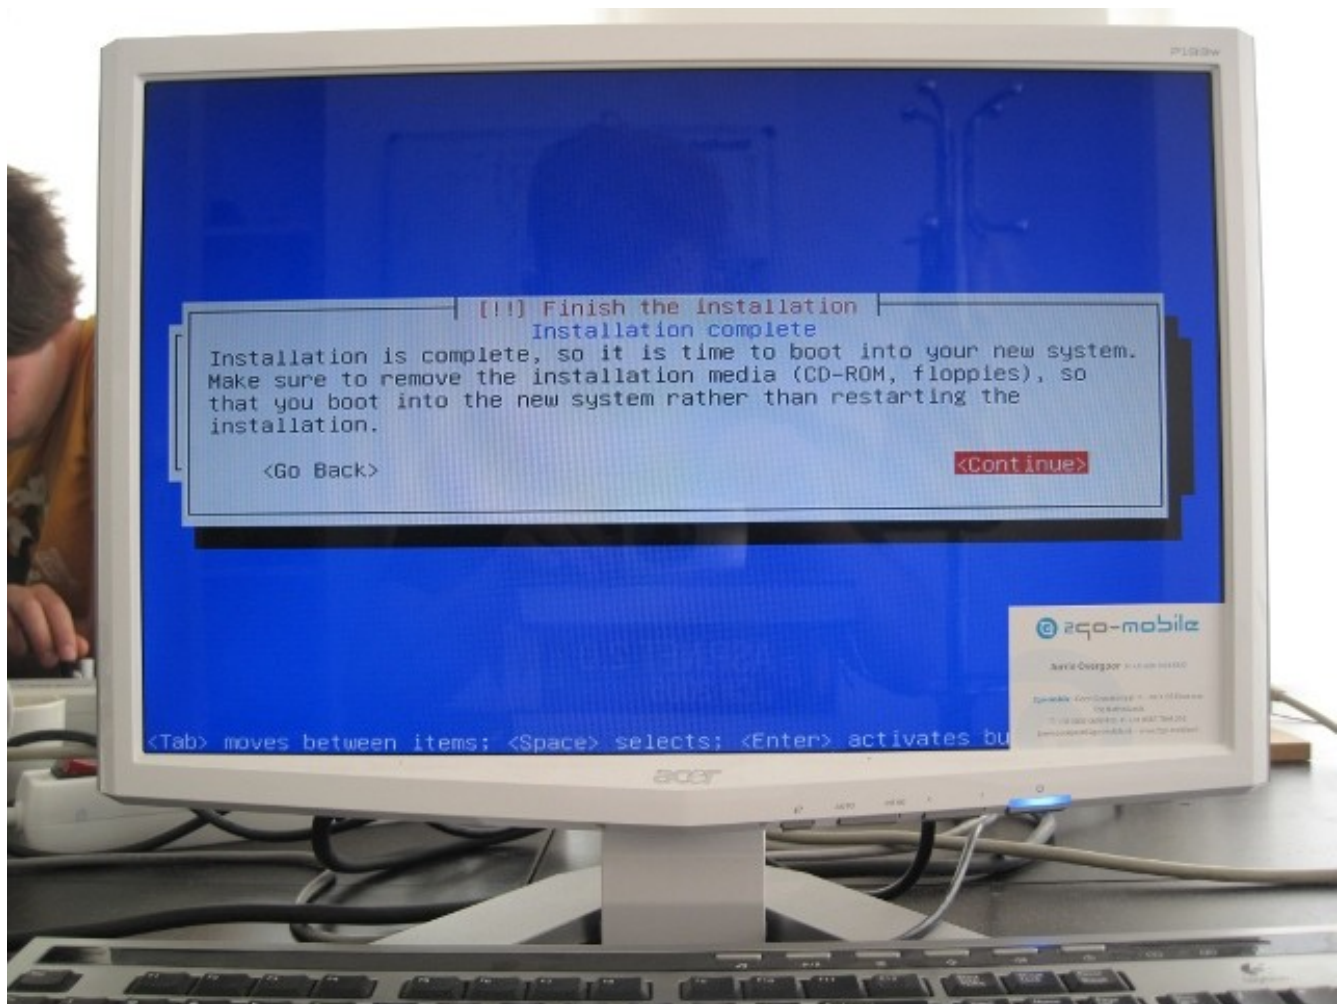 [!!] Finish the installation
Installation complete
Installation is complete, so it is time to boot into your new system.
Make sure to remove the installation media (CD-ROM, floppies), so
that you boot into the new system rather than restarting the
installation.
<Go Back> <Continue>
2go-mobile
<Tab> moves between items; <Space> selects; <Enter> activates bu
acer